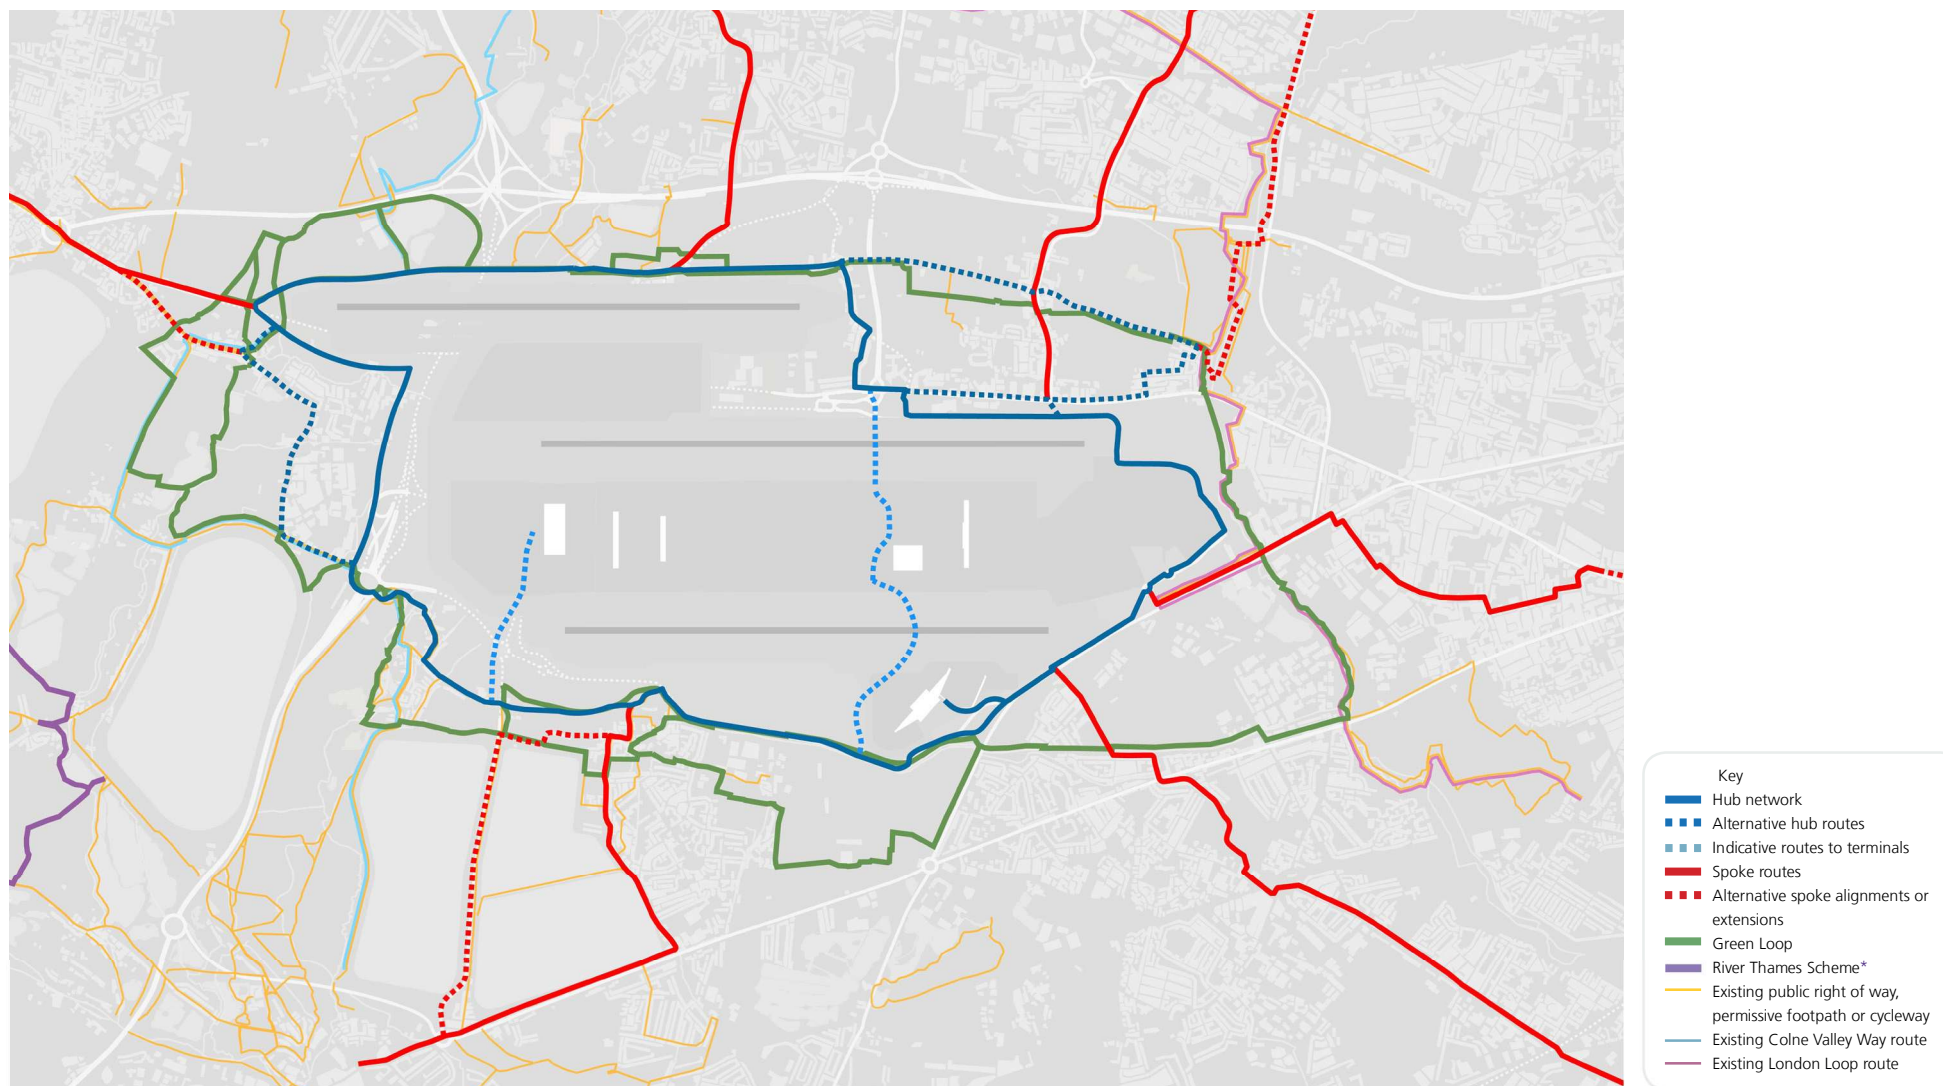 Key
Hub network
Alternative hub routes
Indicative routes to terminals
Spoke routes
Alternative spoke alignments or
extensions
Green Loop
River Thames Scheme*
Existing public right of way,
permissive footpath or cycleway
Existing Colne Valley Way route
Existing London Loop route